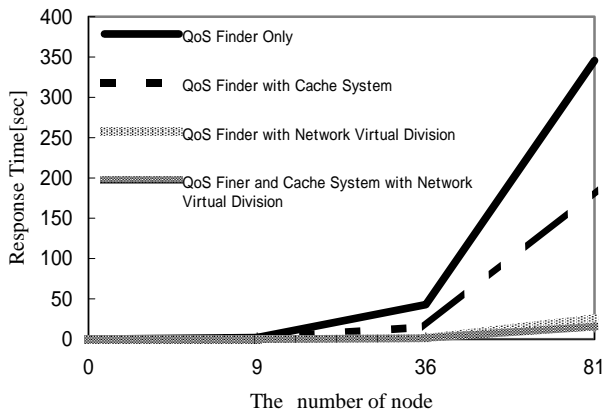 400
350
300
250
200
150
100
50
0
Response Time[sec]
QoS Finder Only
QoS Finder with Cache System
QoS Finder with Network Virtual Division
QoS Finer and Cache System with Network
Virtual Division
0 9 36 81
The number of node